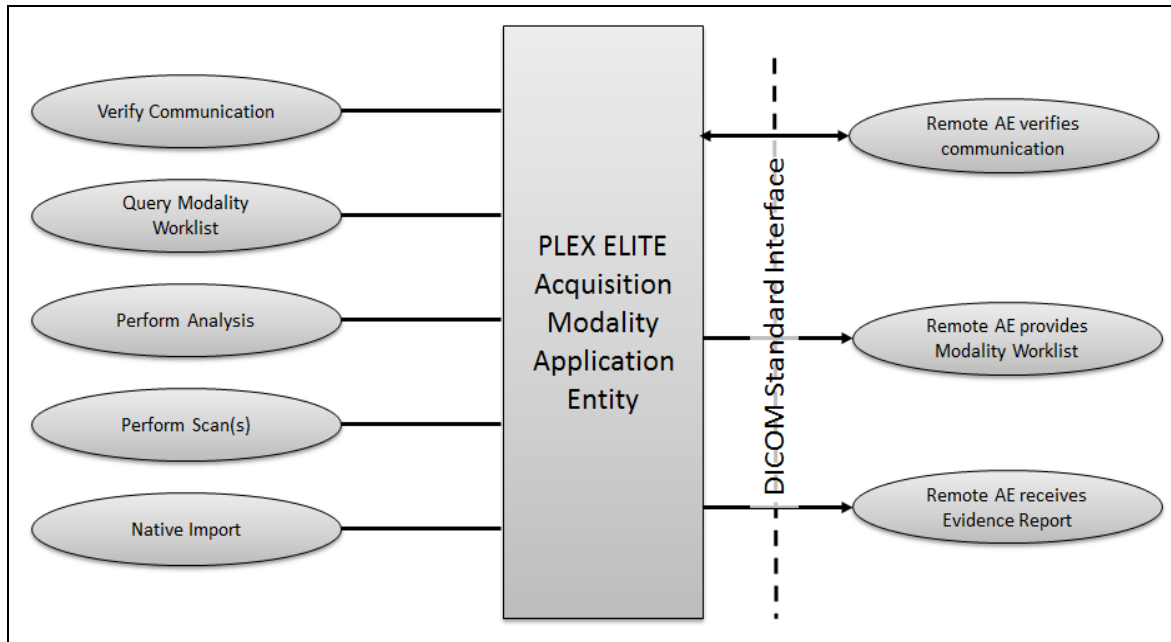 Verify Communication
Query Modality
Worklist
Perform Analysis
Perform Scan(s)
Native Import
PLEX ELITE
Acquisition
Modality
Application
Entity
DICOM Standard Interface
Remote AE verifies
communication
Remote AE provides
Modality Worklist
Remote AE receives
Evidence Report